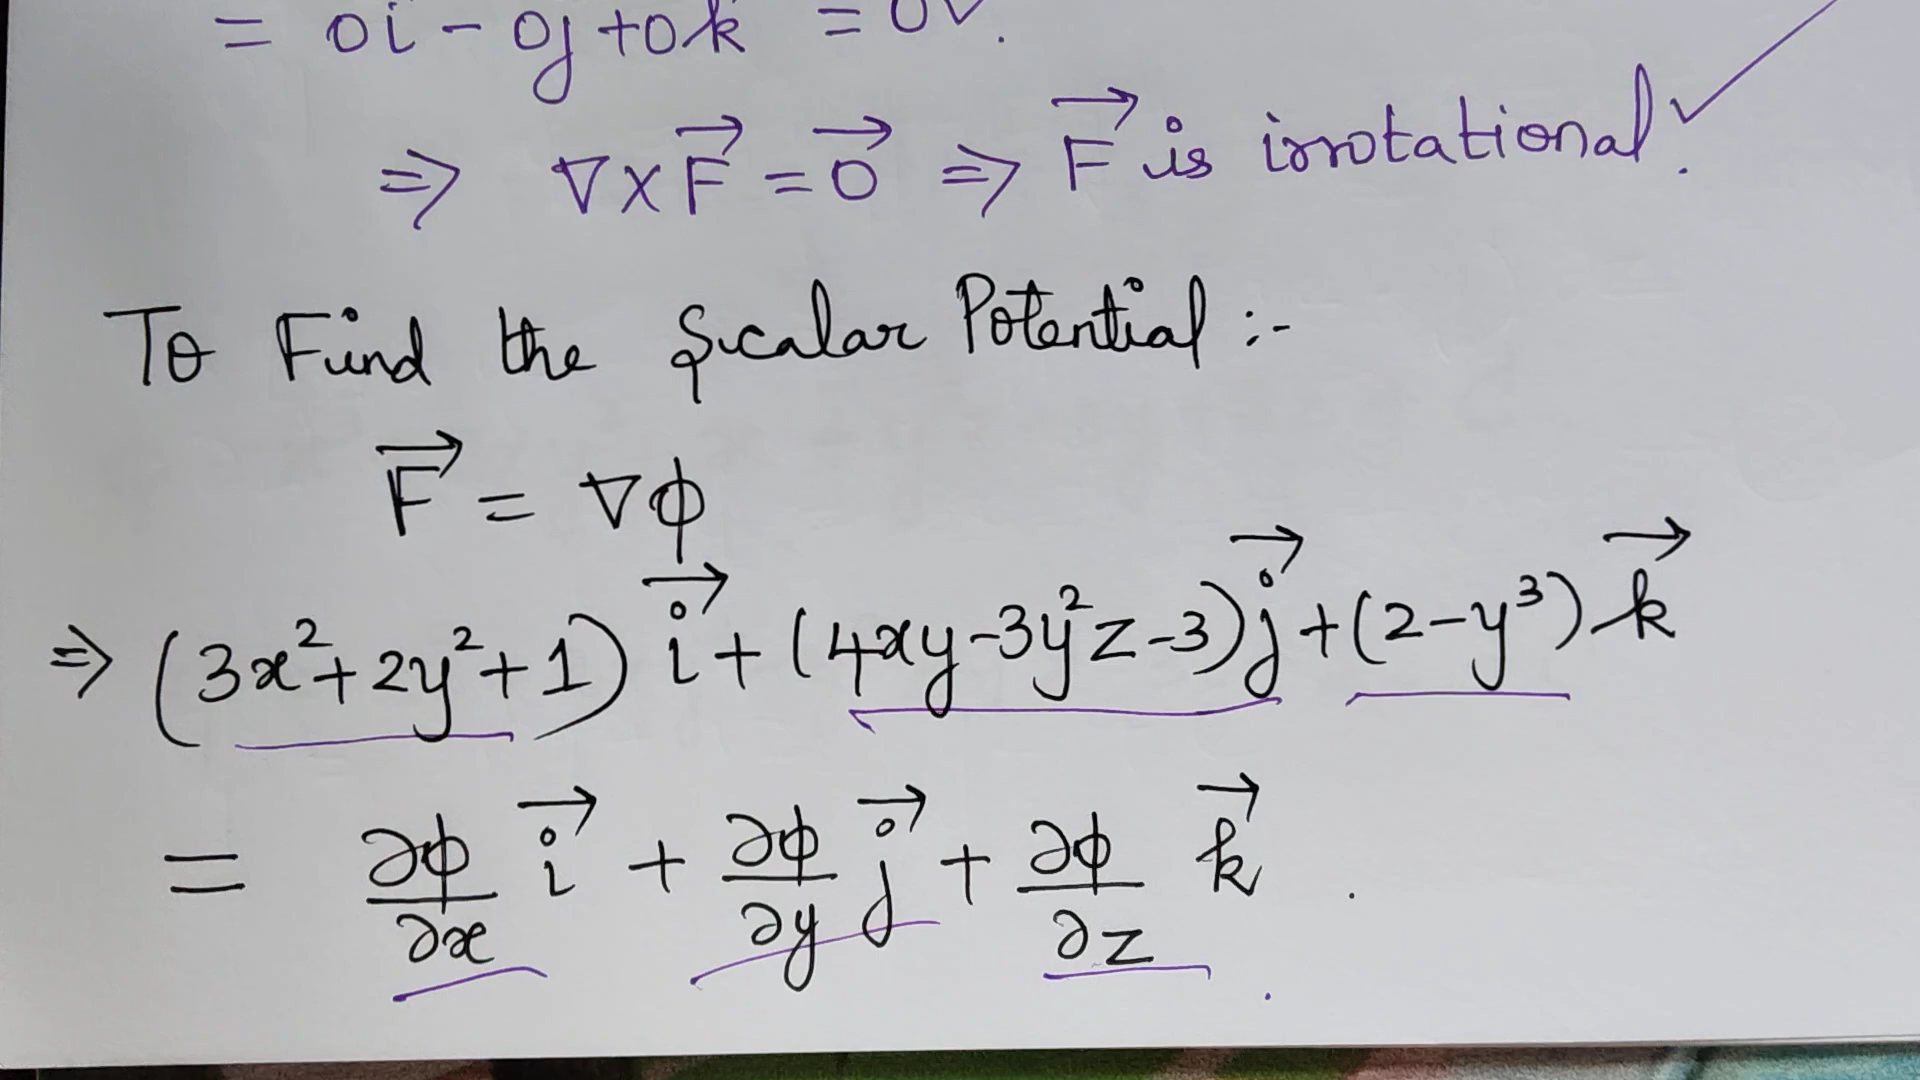 = 0i - 0j + 0k = 0
⇒ ∇×F⃗ = 0⃗ ⇒ F⃗ is irrotational.
To Find the Scalar Potential :-
F⃗ = ∇ϕ
⇒ (3x²+2y²+1) i⃗ + (4xy-3y²z-3) j⃗ + (2-y³) k⃗
= ∂ϕ/∂x i⃗ + ∂ϕ/∂y j⃗ + ∂ϕ/∂z k⃗ .